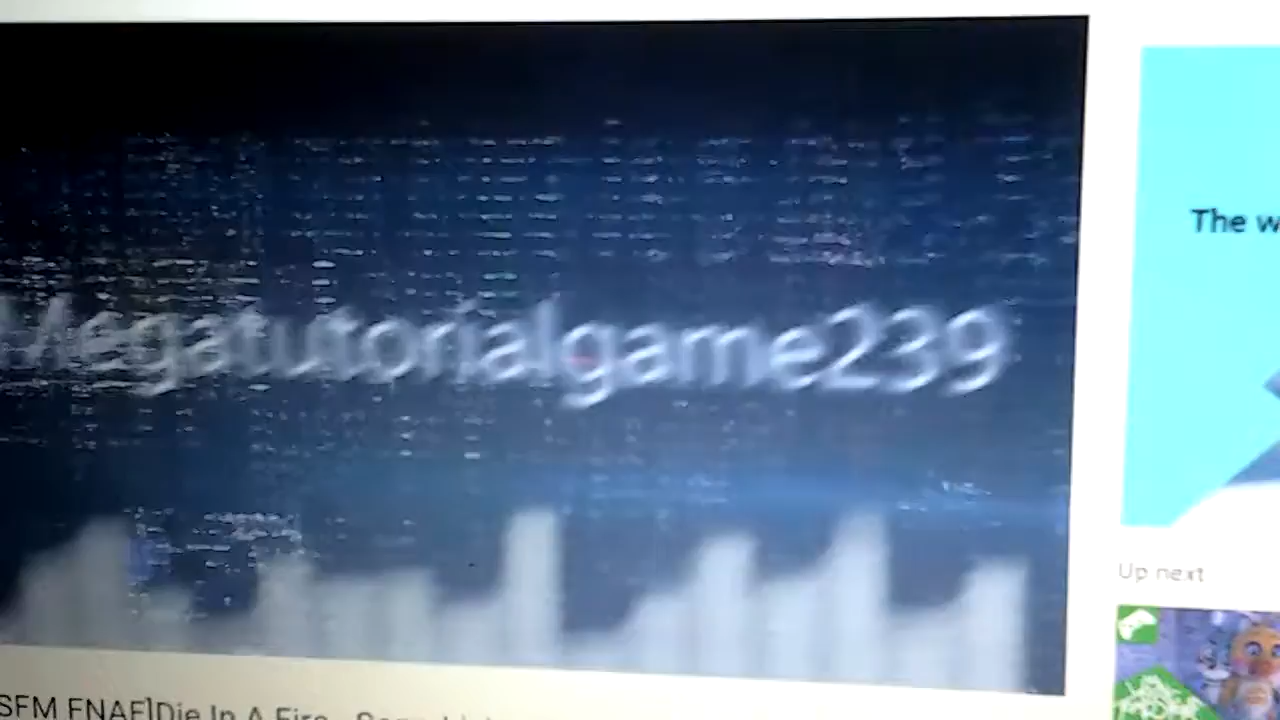 Megatutorialgame239
The w
Up next
SFM FNAF]Die In A Fire